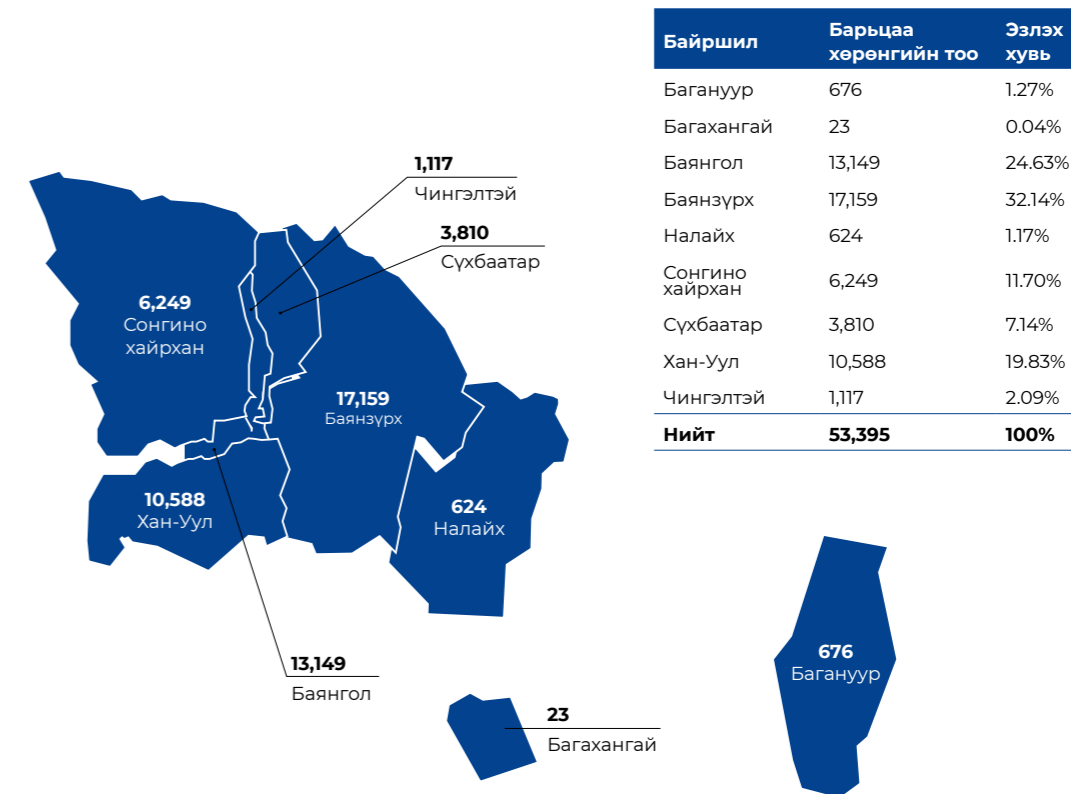 Байршил Барьцаа хөрөнгийн тоо Эзлэх хувь
Багануур 676 1.27%
Багахангай 23 0.04%
Баянгол 13,149 24.63%
Баянзүрх 17,159 32.14%
Налайх 624 1.17%
Сонгино
хайрхан 6,249 11.70%
Сүхбаатар 3,810 7.14%
Хан-Уул 10,588 19.83%
Чингэлтэй 1,117 2.09%
Нийт 53,395 100%
1,117
Чингэлтэй
3,810
Сүхбаатар
6,249
Сонгино
хайрхан
17,159
Баянзүрх
10,588
Хан-Уул
624
Налайх
13,149
Баянгол
23
Багахангай
676
Багануур